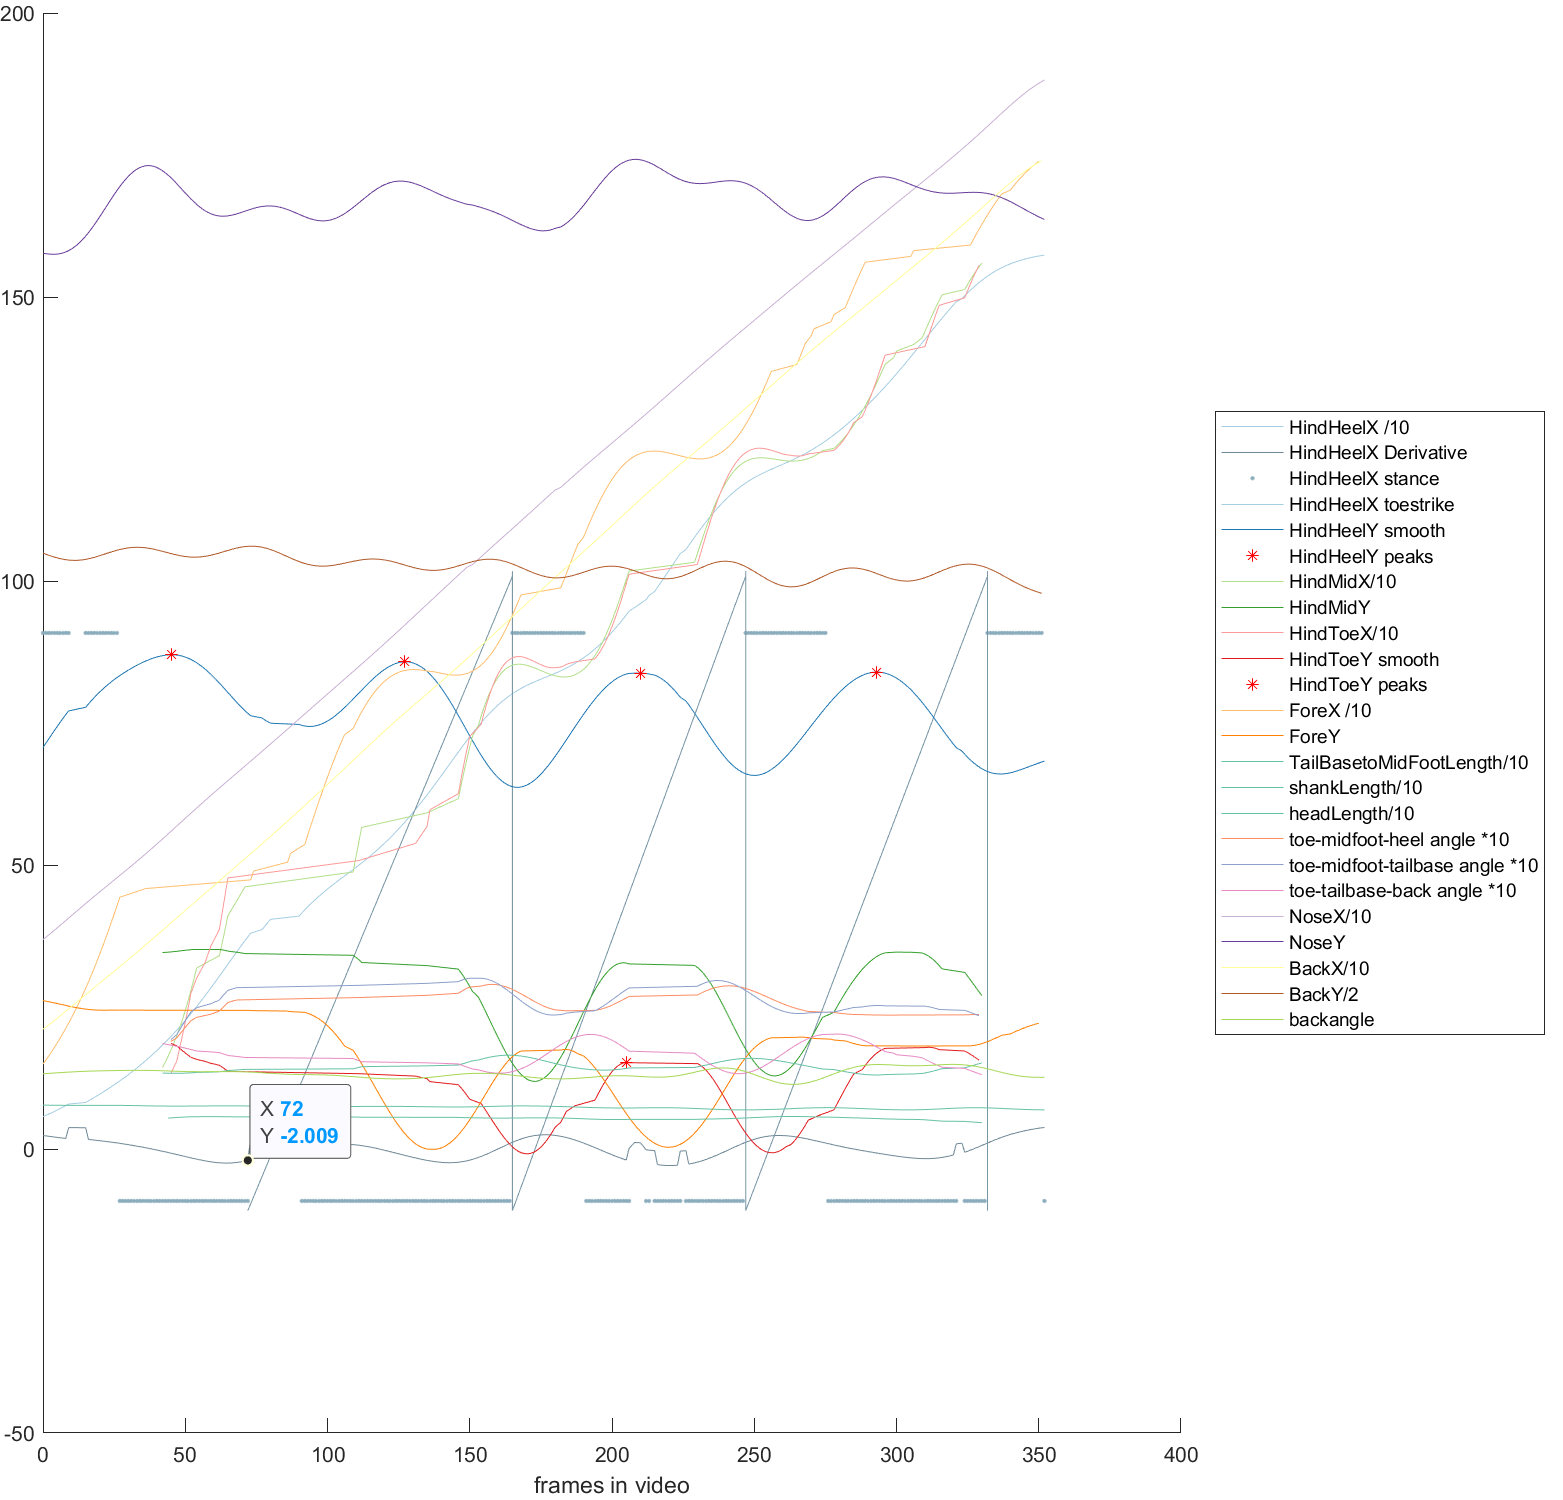 200
150
100
50
0
-50
0 50 100 150 200 250 300 350 400
frames in video
X 72
Y -2.009
HindHeelX /10
HindHeelX Derivative
HindHeelX stance
HindHeelX toestrike
HindHeelY smooth
HindHeelY peaks
HindMidX/10
HindMidY
HindToeX/10
HindToeY smooth
HindToeY peaks
ForeX /10
ForeY
TailBasetoMidFootLength/10
shankLength/10
headLength/10
toe-midfoot-heel angle *10
toe-midfoot-tailbase angle *10
toe-tailbase-back angle *10
NoseX/10
NoseY
BackX/10
BackY/2
backangle